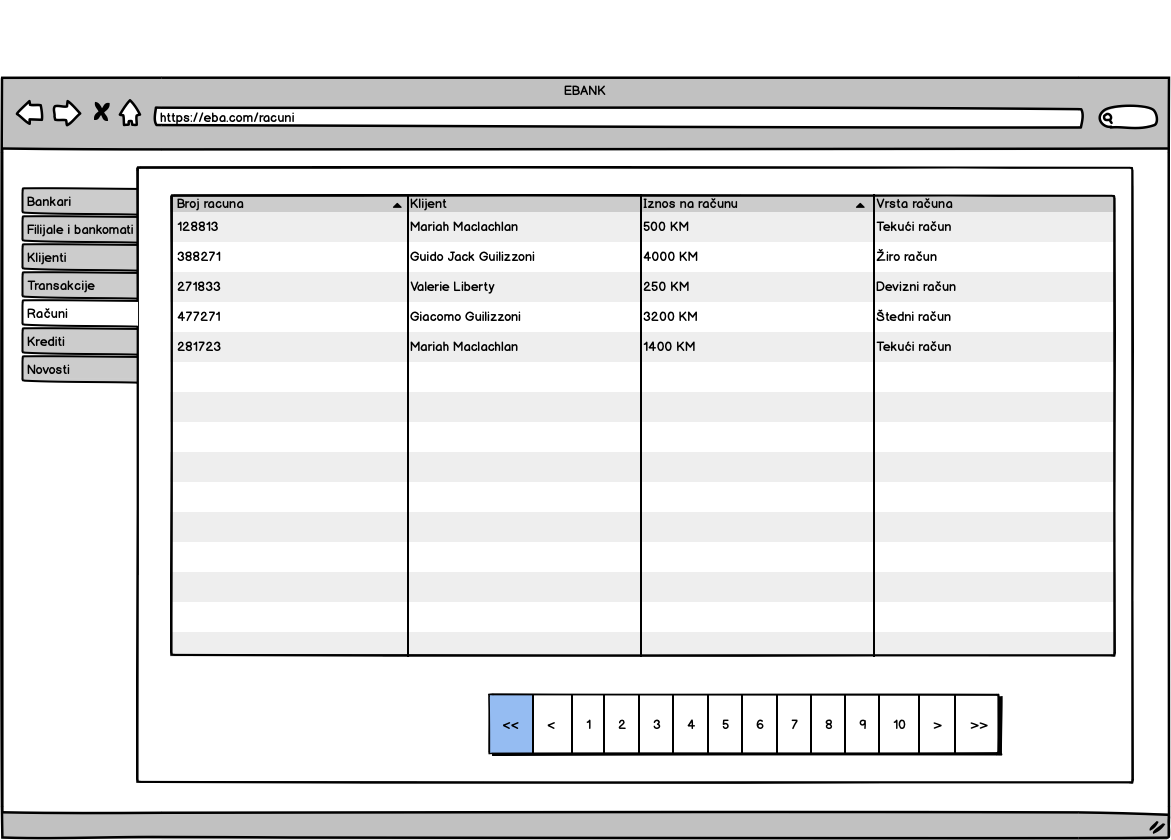 EBANK
https://eba.com/racuni
Bankari
Filijale i bankomati
Klijenti
Transakcije
Računi
Krediti
Novosti
Broj racuna Klijent Iznos na računu Vrsta računa
128813 Mariah Maclachlan 500 KM Tekući račun
388271 Guido Jack Guilizzoni 4000 KM Žiro račun
271833 Valerie Liberty 250 KM Devizni račun
477271 Giacomo Guilizzoni 3200 KM Štedni račun
281723 Mariah Maclachlan 1400 KM Tekući račun
<< < 1 2 3 4 5 6 7 8 9 10 > >>